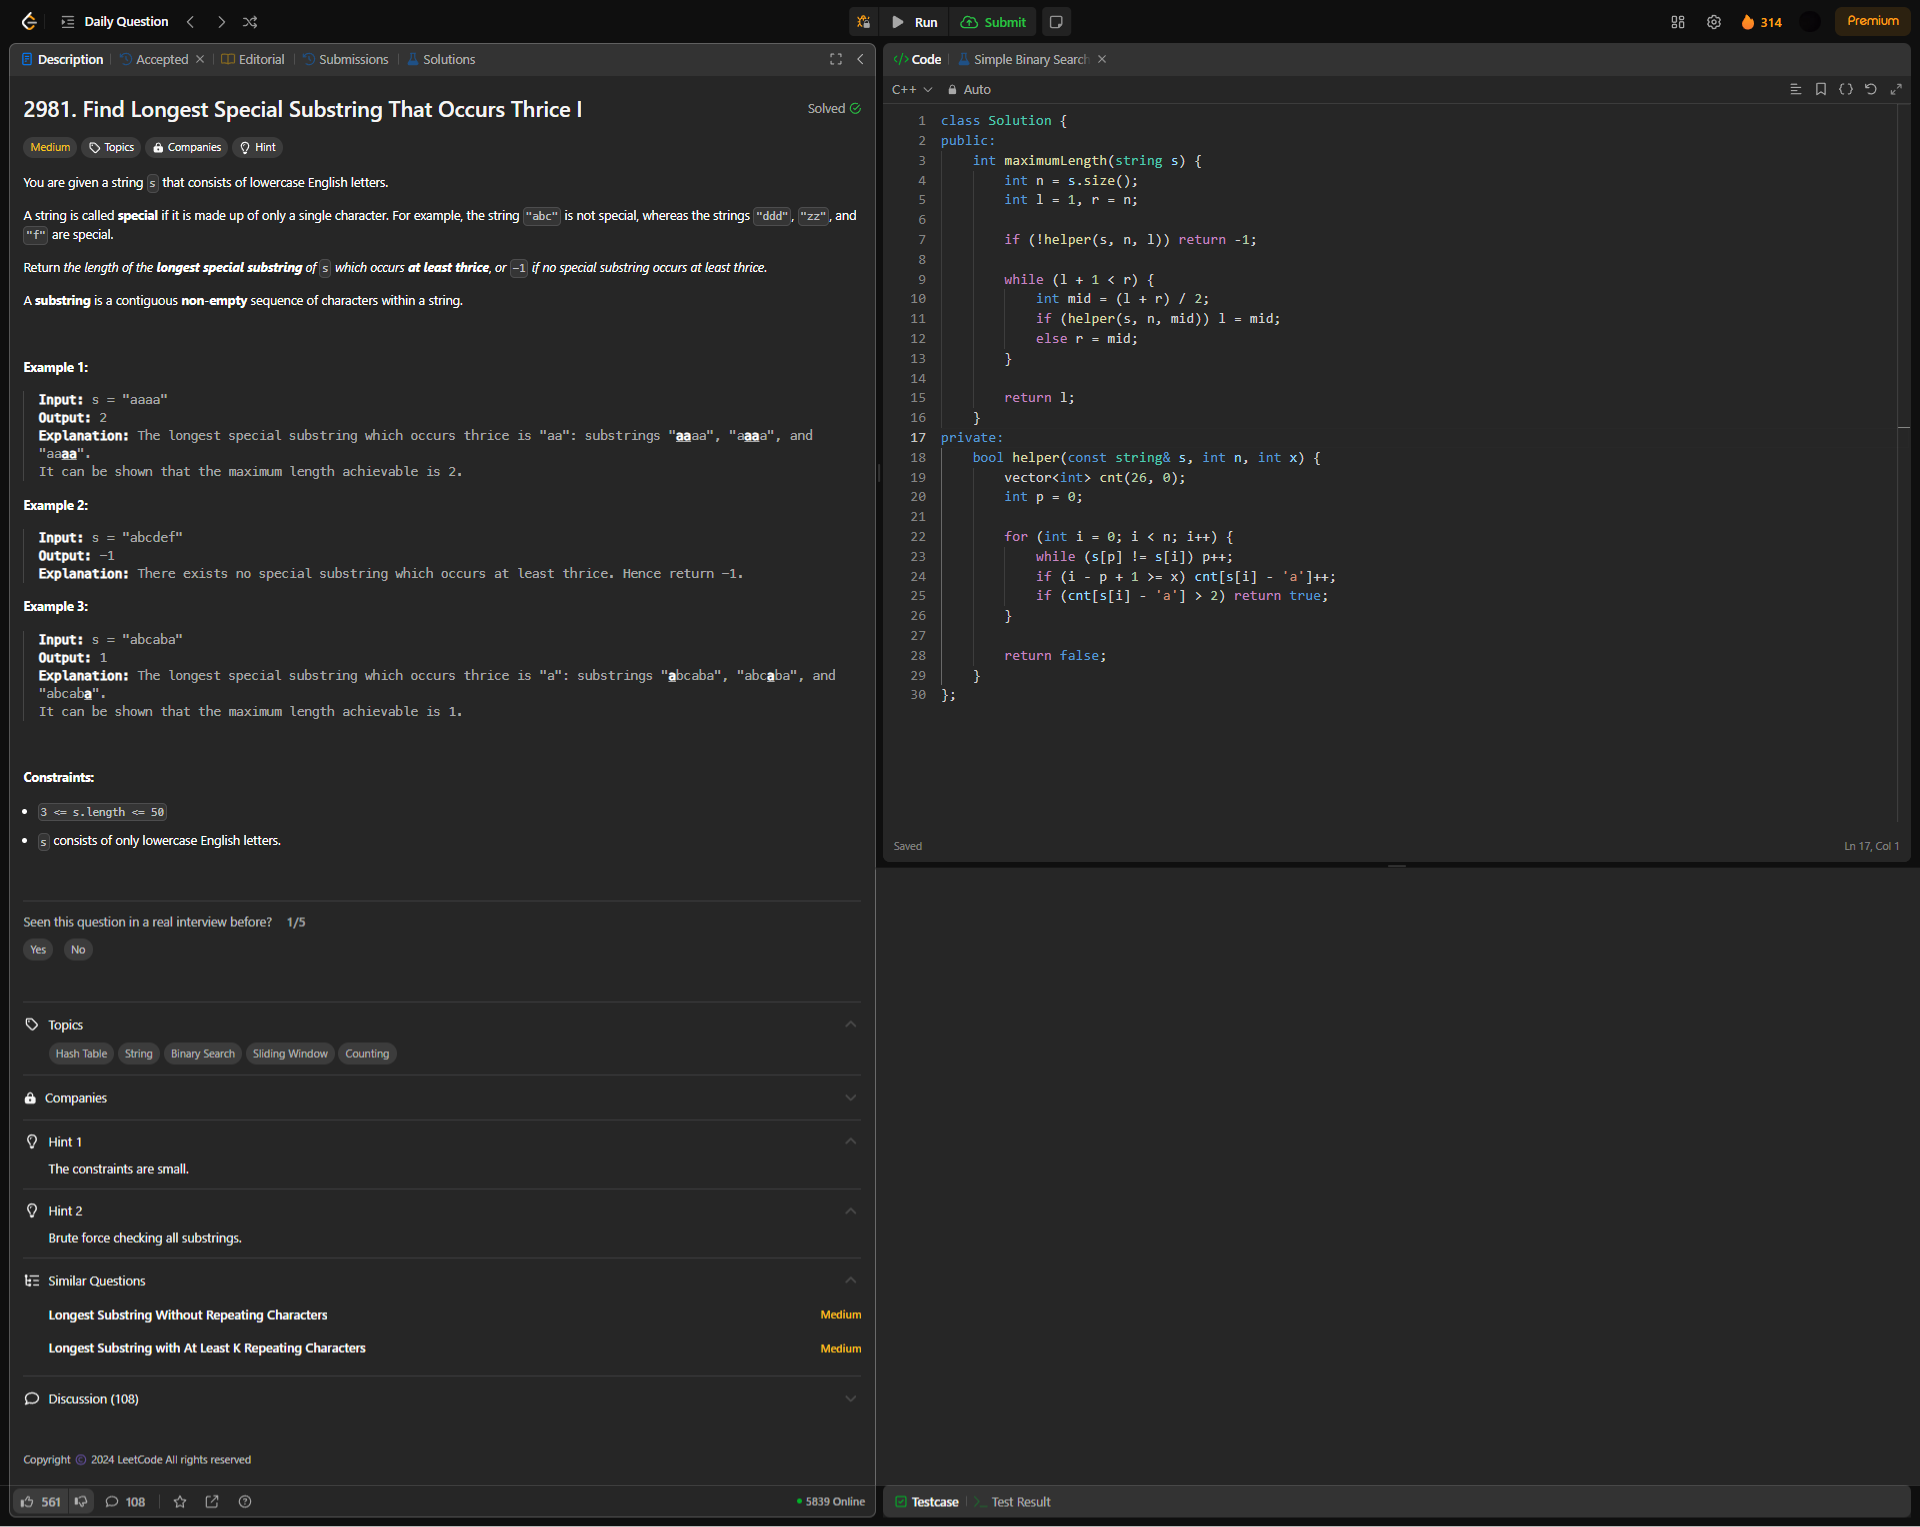 Daily Question
Run
Submit
314
Premium
Description
Accepted
Editorial
Submissions
Solutions
2981. Find Longest Special Substring That Occurs Thrice I
Solved
Medium
Topics
Companies
Hint
You are given a string s that consists of lowercase English letters.
A string is called special if it is made up of only a single character. For example, the string "abc" is not special, whereas the strings "ddd", "zz", and
"f" are special.
Return the length of the longest special substring of s which occurs at least thrice, or -1 if no special substring occurs at least thrice.
A substring is a contiguous non-empty sequence of characters within a string.
Example 1:
Input: s = "aaaa"
Output: 2
Explanation: The longest special substring which occurs thrice is "aa": substrings "aaaa", "aaaa", and
"aaaa".
It can be shown that the maximum length achievable is 2.
Example 2:
Input: s = "abcdef"
Output: -1
Explanation: There exists no special substring which occurs at least thrice. Hence return -1.
Example 3:
Input: s = "abcaba"
Output: 1
Explanation: The longest special substring which occurs thrice is "a": substrings "abcaba", "abcaba", and
"abcaba".
It can be shown that the maximum length achievable is 1.
Constraints:
3 <= s.length <= 50
s consists of only lowercase English letters.
Seen this question in a real interview before? 1/5
Yes
No
Topics
Hash Table
String
Binary Search
Sliding Window
Counting
Companies
Hint 1
The constraints are small.
Hint 2
Brute force checking all substrings.
Similar Questions
Longest Substring Without Repeating Characters
Medium
Longest Substring with At Least K Repeating Characters
Medium
Discussion (108)
Copyright © 2024 LeetCode All rights reserved
561
108
5839 Online
Code
Simple Binary Search
C++
Auto
1 class Solution {
2 public:
3     int maximumLength(string s) {
4         int n = s.size();
5         int l = 1, r = n;
6
7         if (!helper(s, n, l)) return -1;
8
9         while (l + 1 < r) {
10             int mid = (l + r) / 2;
11             if (helper(s, n, mid)) l = mid;
12             else r = mid;
13         }
14
15         return l;
16     }
17 private:
18     bool helper(const string& s, int n, int x) {
19         vector<int> cnt(26, 0);
20         int p = 0;
21
22         for (int i = 0; i < n; i++) {
23             while (s[p] != s[i]) p++;
24             if (i - p + 1 >= x) cnt[s[i] - 'a']++;
25             if (cnt[s[i] - 'a'] > 2) return true;
26         }
27
28         return false;
29     }
30 };
Saved
Ln 17, Col 1
Testcase
Test Result